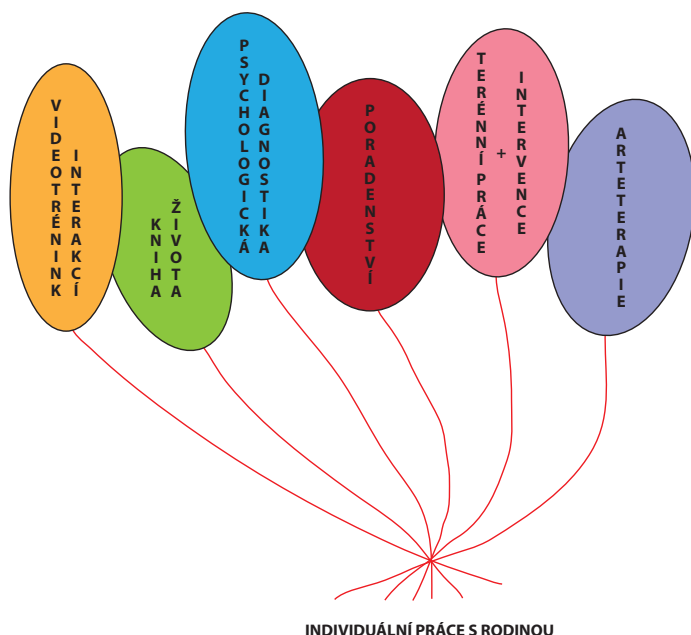 VIDEOTRÉNINK
INTERAKCÍ
KNIHA
ŽIVOTA
PSYCHOLOGICKÁ
DIAGNOSTIKA
PORADENSTVÍ
TERÉNNÍ PRÁCE
+
INTERVENCE
ARTETERAPIE
INDIVIDUÁLNÍ PRÁCE S RODINOU